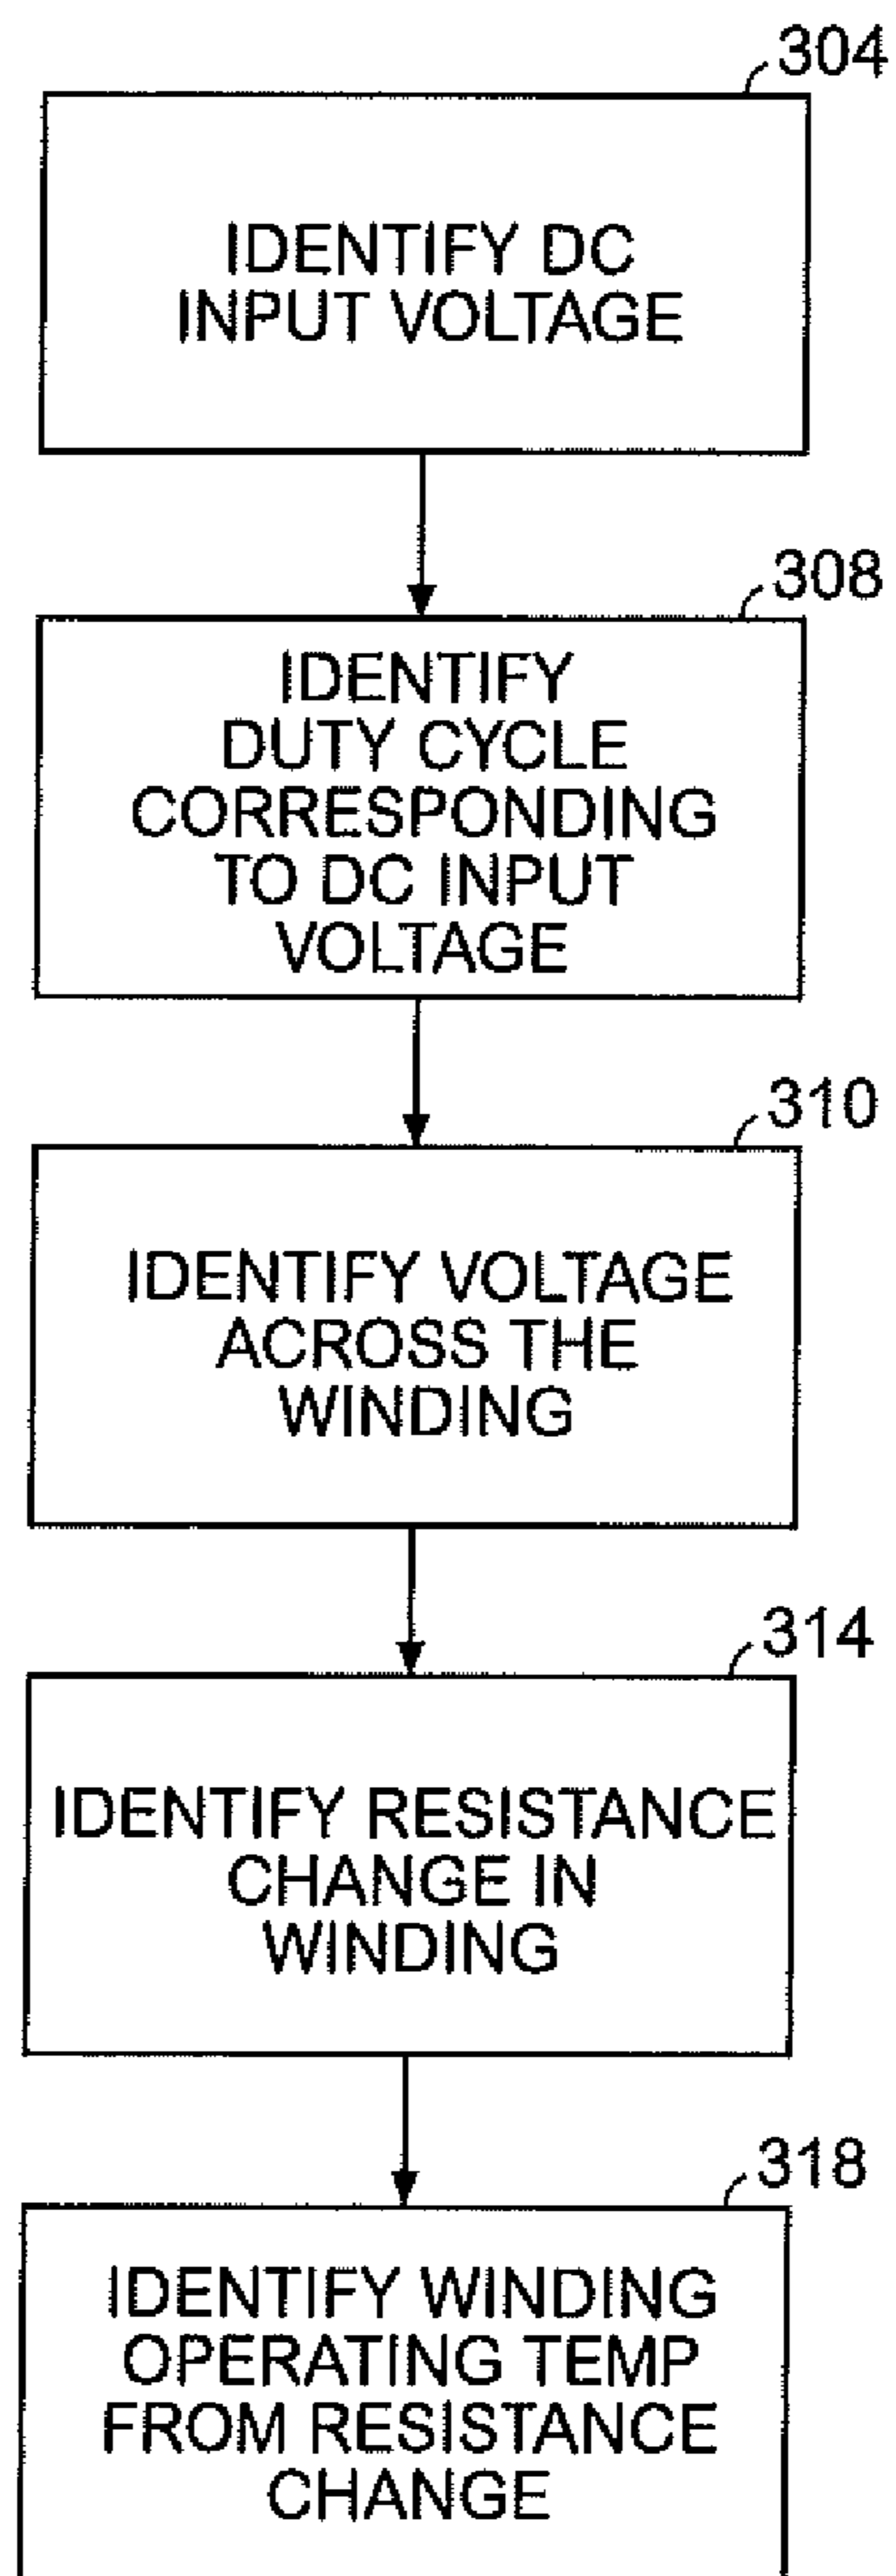 304
IDENTIFY DC
INPUT VOLTAGE
308
IDENTIFY
DUTY CYCLE
CORRESPONDING
TO DC INPUT
VOLTAGE
310
IDENTIFY VOLTAGE
ACROSS THE
WINDING
314
IDENTIFY RESISTANCE
CHANGE IN
WINDING
318
IDENTIFY WINDING
OPERATING TEMP
FROM RESISTANCE
CHANGE